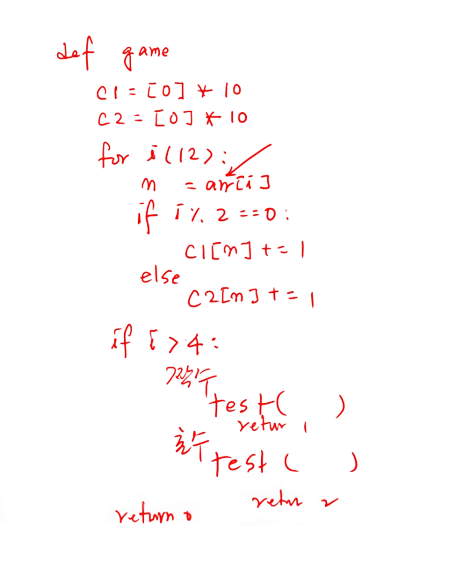 def game
c1 = [0] * 10
c2 = [0] * 10
for i(12):
n = arr[i]
if i % 2 == 0:
c1[n] += 1
else
c2[n] += 1
if i > 4:
짝수
test( )
retur 1
홀수
test ( )
retur 2
return 0